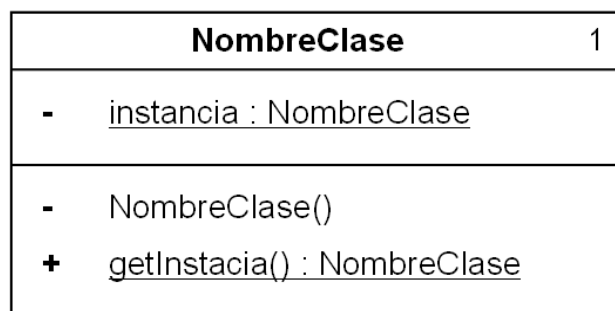 NombreClase 1
- instancia : NombreClase
- NombreClase()
+ getInstacia() : NombreClase